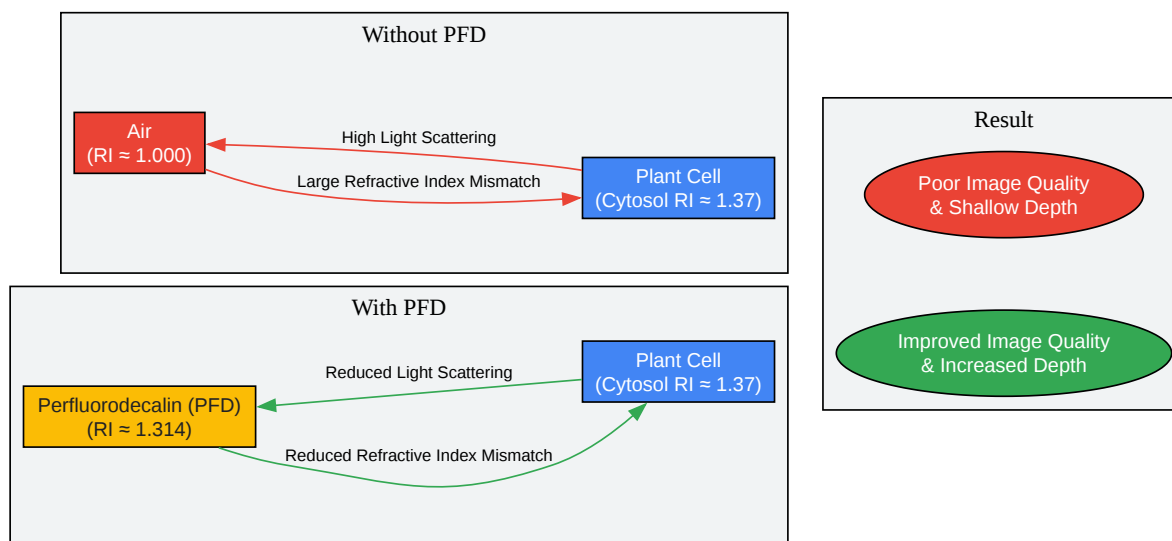 Without PFD
Air
(RI ≈ 1.000)
High Light Scattering
Large Refractive Index Mismatch
Plant Cell
(Cytosol RI ≈ 1.37)
With PFD
Perfluorodecalin (PFD)
(RI ≈ 1.314)
Reduced Light Scattering
Reduced Refractive Index Mismatch
Plant Cell
(Cytosol RI ≈ 1.37)
Result
Poor Image Quality
& Shallow Depth
Improved Image Quality
& Increased Depth